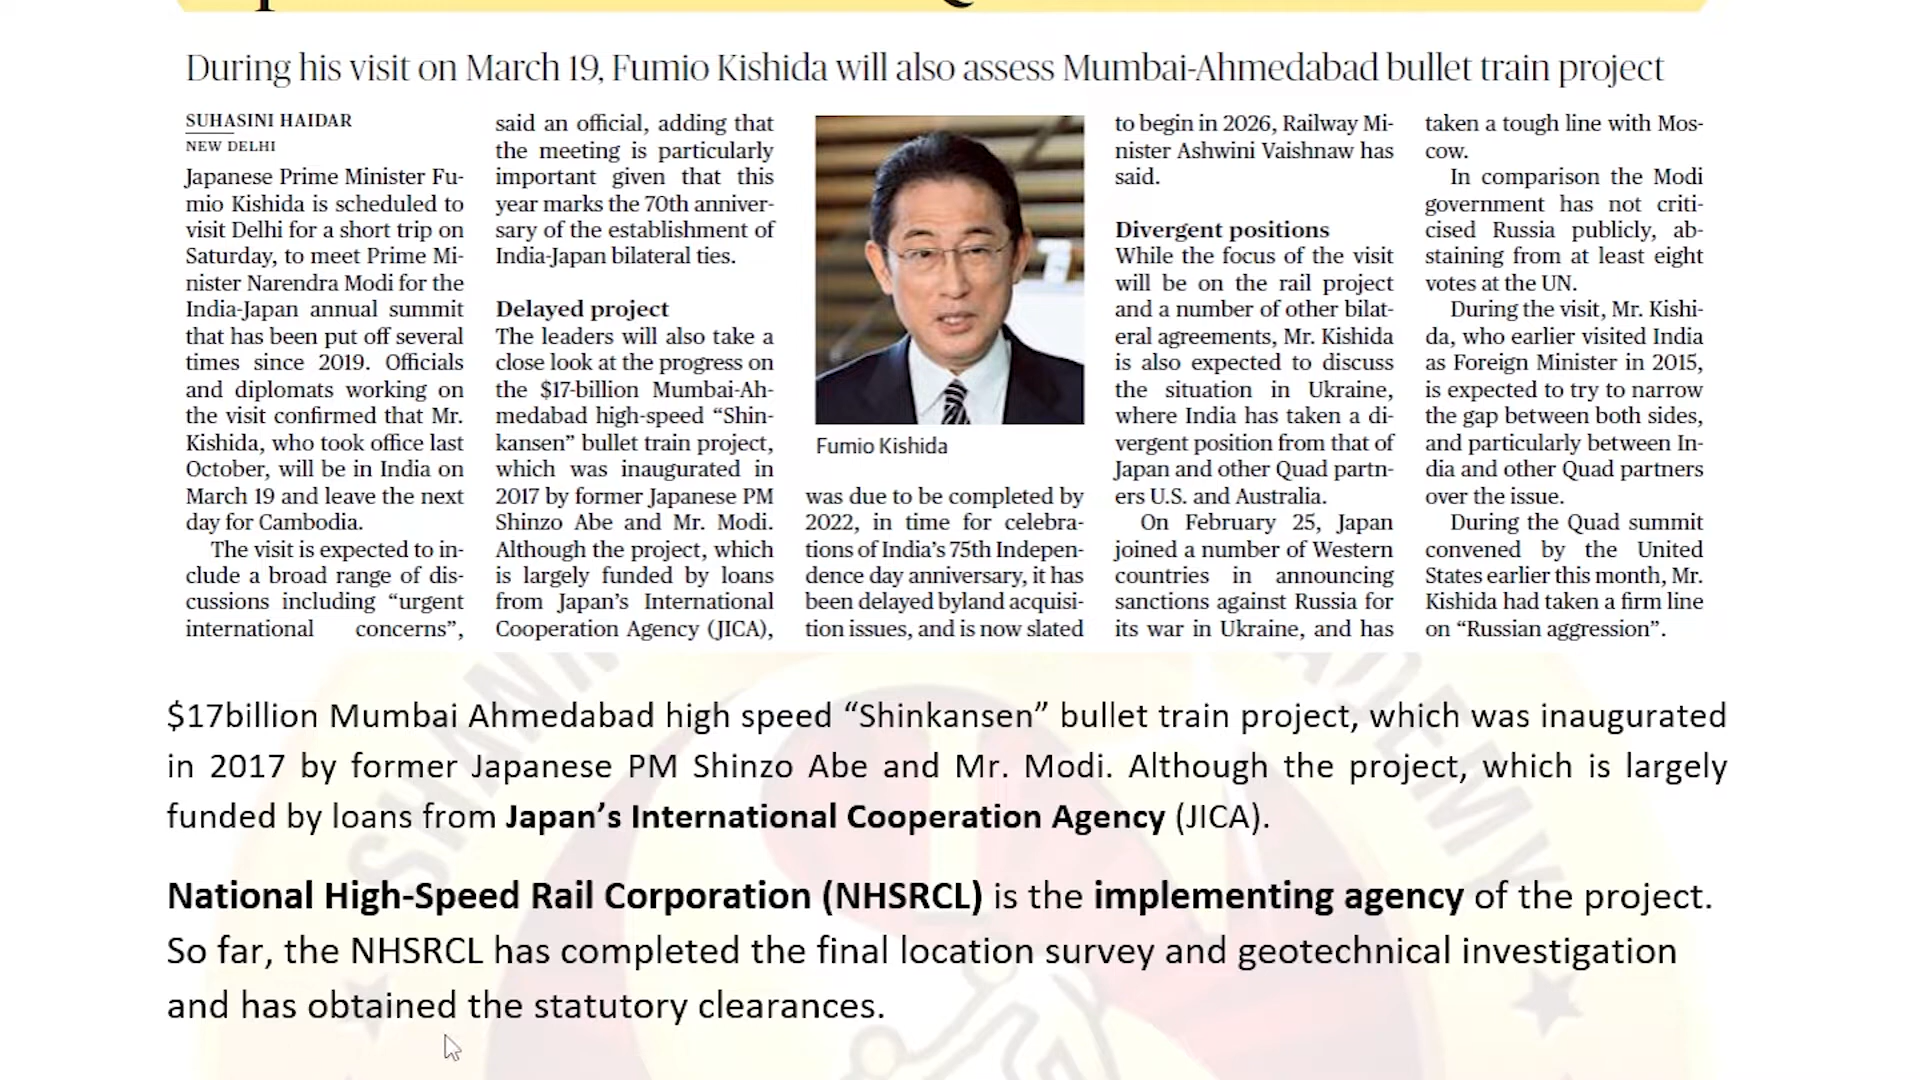 During his visit on March 19, Fumio Kishida will also assess Mumbai-Ahmedabad bullet train project
SUHASINI HAIDAR
NEW DELHI
Japanese Prime Minister Fu-
mio Kishida is scheduled to
visit Delhi for a short trip on
Saturday, to meet Prime Mi-
nister Narendra Modi for the
India-Japan annual summit
that has been put off several
times since 2019. Officials
and diplomats working on
the visit confirmed that Mr.
Kishida, who took office last
October, will be in India on
March 19 and leave the next
day for Cambodia.
The visit is expected to in-
clude a broad range of dis-
cussions including “urgent
international concerns”,
said an official, adding that
the meeting is particularly
important given that this
year marks the 70th anniver-
sary of the establishment of
India-Japan bilateral ties.
Delayed project
The leaders will also take a
close look at the progress on
the $17-billion Mumbai-Ah-
medabad high-speed “Shin-
kansen” bullet train project,
which was inaugurated in
2017 by former Japanese PM
Shinzo Abe and Mr. Modi.
Although the project, which
is largely funded by loans
from Japan’s International
Cooperation Agency (JICA),
Fumio Kishida
was due to be completed by
2022, in time for celebra-
tions of India’s 75th Indepen-
dence day anniversary, it has
been delayed byland acquisi-
tion issues, and is now slated
to begin in 2026, Railway Mi-
nister Ashwini Vaishnaw has
said.
Divergent positions
While the focus of the visit
will be on the rail project
and a number of other bilat-
eral agreements, Mr. Kishida
is also expected to discuss
the situation in Ukraine,
where India has taken a di-
vergent position from that of
Japan and other Quad partn-
ers U.S. and Australia.
On February 25, Japan
joined a number of Western
countries in announcing
sanctions against Russia for
its war in Ukraine, and has
taken a tough line with Mos-
cow.
In comparison the Modi
government has not criti-
cised Russia publicly, ab-
staining from at least eight
votes at the UN.
During the visit, Mr. Kishi-
da, who earlier visited India
as Foreign Minister in 2015,
is expected to try to narrow
the gap between both sides,
and particularly between In-
dia and other Quad partners
over the issue.
During the Quad summit
convened by the United
States earlier this month, Mr.
Kishida had taken a firm line
on “Russian aggression”.
$17billion Mumbai Ahmedabad high speed “Shinkansen” bullet train project, which was inaugurated
in 2017 by former Japanese PM Shinzo Abe and Mr. Modi. Although the project, which is largely
funded by loans from Japan’s International Cooperation Agency (JICA).
National High-Speed Rail Corporation (NHSRCL) is the implementing agency of the project.
So far, the NHSRCL has completed the final location survey and geotechnical investigation
and has obtained the statutory clearances.